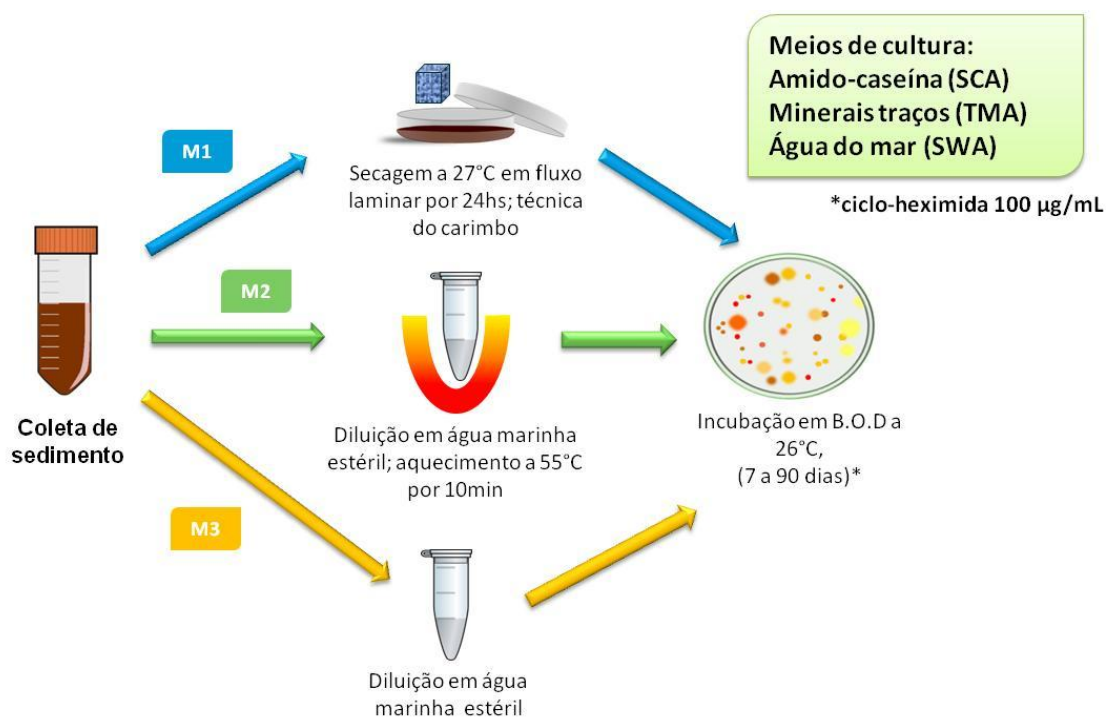 Meios de cultura:
Amido-caseína (SCA)
Minerais traços (TMA)
Água do mar (SWA)
*ciclo-heximida 100 µg/mL
M1
Secagem a 27°C em fluxo
laminar por 24hs; técnica
do carimbo
M2
Coleta de
sedimento
Diluição em água marinha
estéril; aquecimento a 55°C
por 10min
Incubação em B.O.D a
26°C,
(7 a 90 dias)*
M3
Diluição em água
marinha estéril